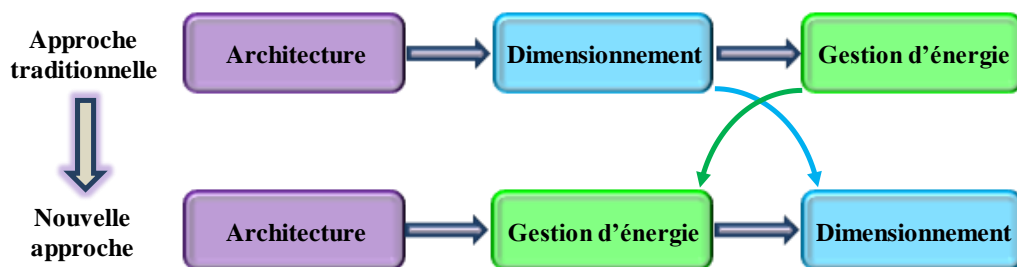 Approche
traditionnelle
Architecture
Dimensionnement
Gestion d’énergie
Nouvelle
approche
Architecture
Gestion d’énergie
Dimensionnement